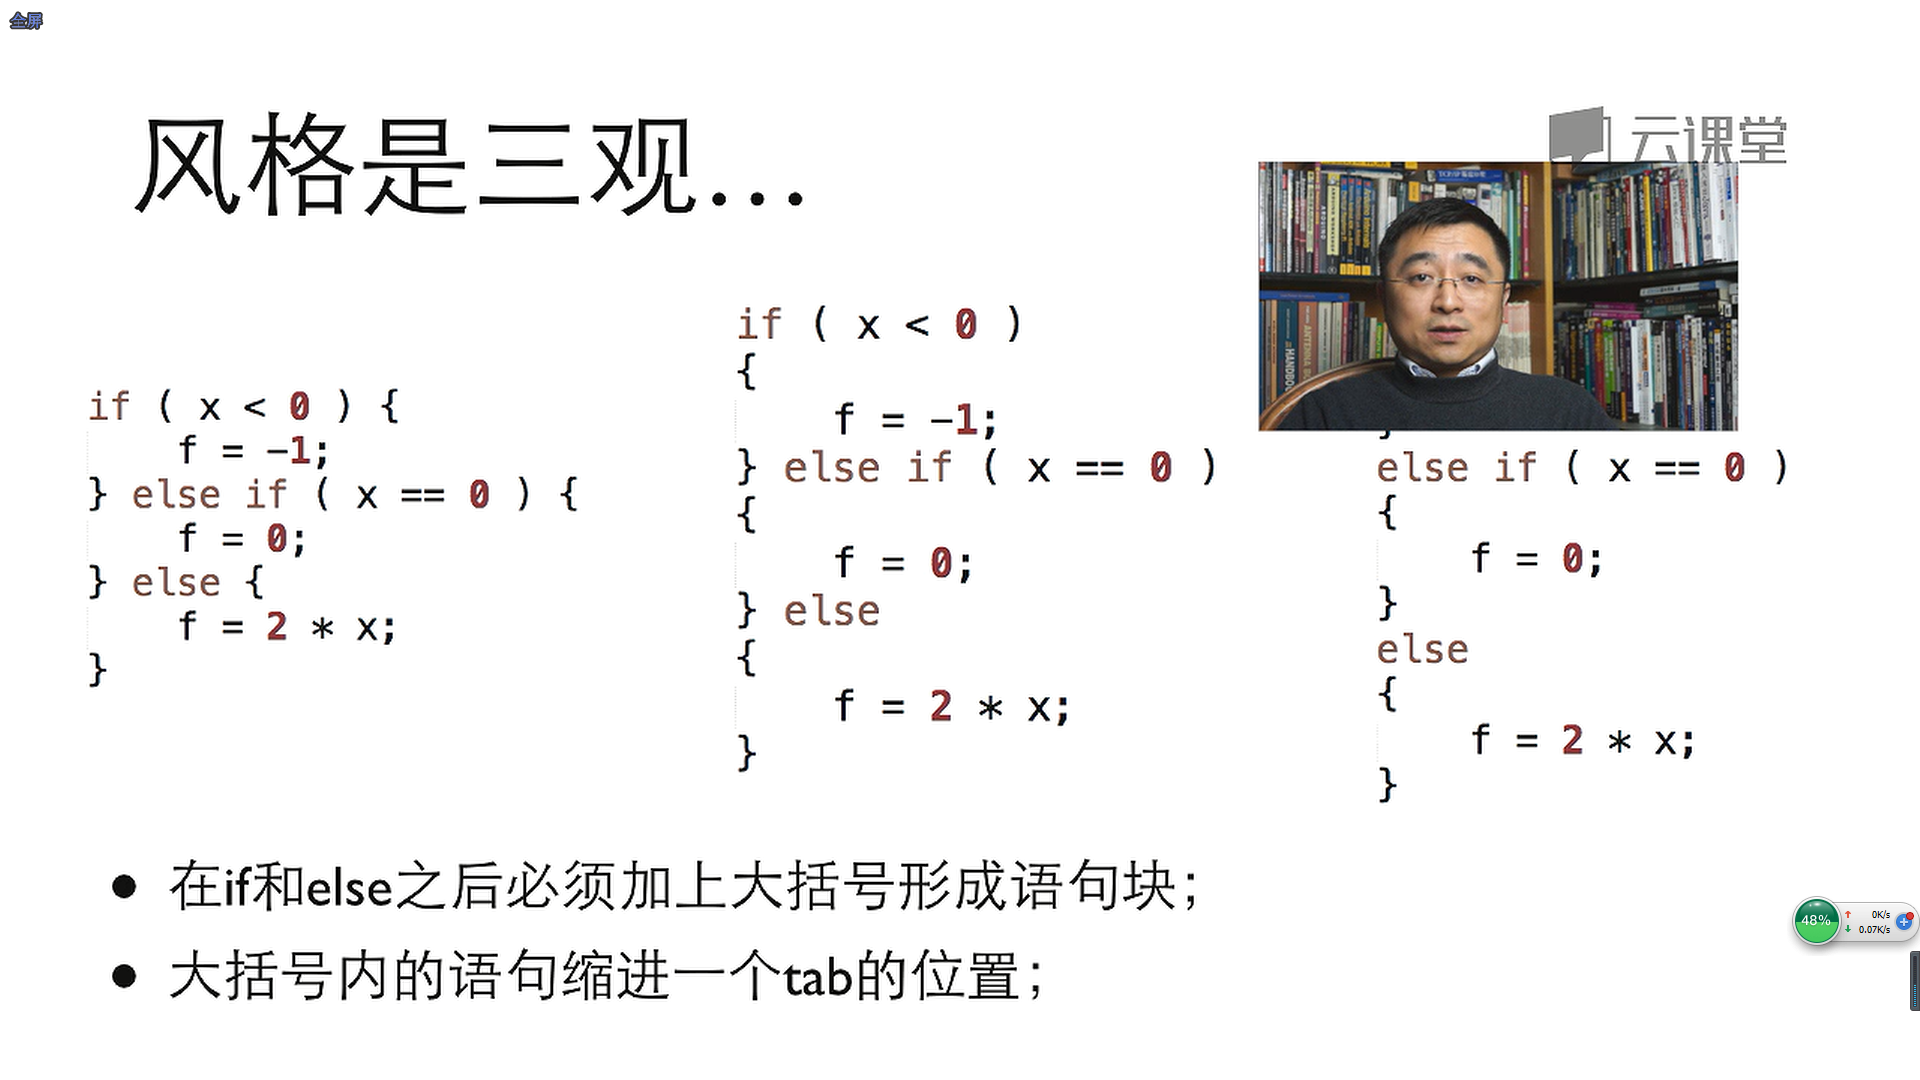 全屏
风格是三观…
云课堂
if ( x < 0 ) {
f = -1;
} else if ( x == 0 ) {
f = 0;
} else {
f = 2 * x;
}
if ( x < 0 )
{
f = -1;
} else if ( x == 0 )
{
f = 0;
} else
{
f = 2 * x;
}
else if ( x == 0 )
{
f = 0;
}
else
{
f = 2 * x;
}
• 在if和else之后必须加上大括号形成语句块；
• 大括号内的语句缩进一个tab的位置；
48%
↑ 0K/s
↓ 0.07K/s